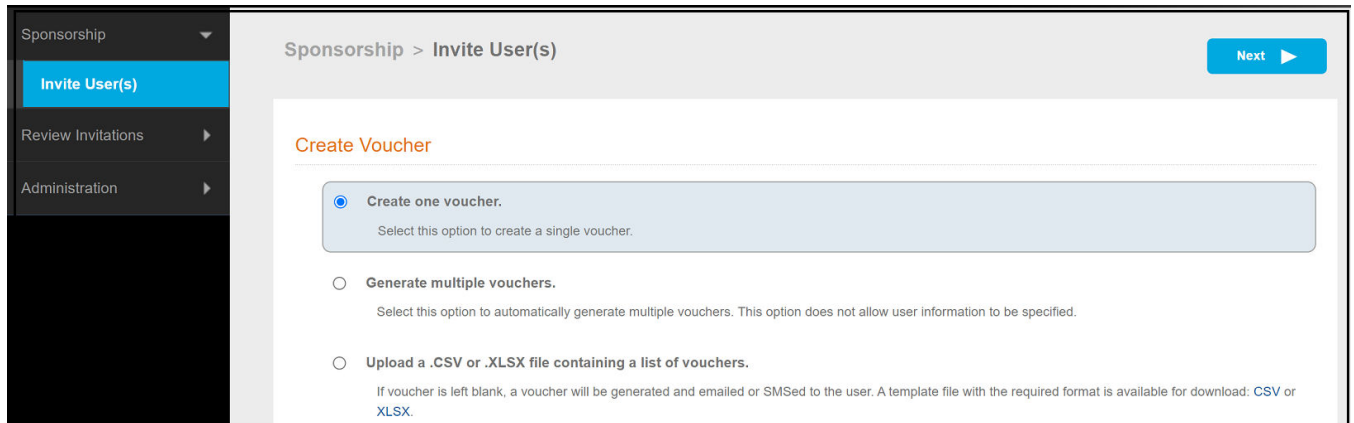 Sponsorship
Invite User(s)
Review Invitations
Administration
Sponsorship > Invite User(s)
Next
Create Voucher
Create one voucher.
Select this option to create a single voucher.
Generate multiple vouchers.
Select this option to automatically generate multiple vouchers. This option does not allow user information to be specified.
Upload a .CSV or .XLSX file containing a list of vouchers.
If voucher is left blank, a voucher will be generated and emailed or SMSed to the user. A template file with the required format is available for download: CSV or
XLSX.